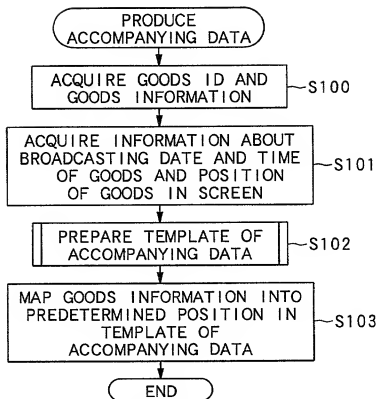 PRODUCE
ACCOMPANYING DATA
ACQUIRE GOODS ID AND
GOODS INFORMATION
S100
ACQUIRE INFORMATION ABOUT
BROADCASTING DATE AND TIME
OF GOODS AND POSITION
OF GOODS IN SCREEN
S101
PREPARE TEMPLATE OF
ACCOMPANYING DATA
S102
MAP GOODS INFORMATION INTO
PREDETERMINED POSITION IN
TEMPLATE OF
ACCOMPANYING DATA
S103
END